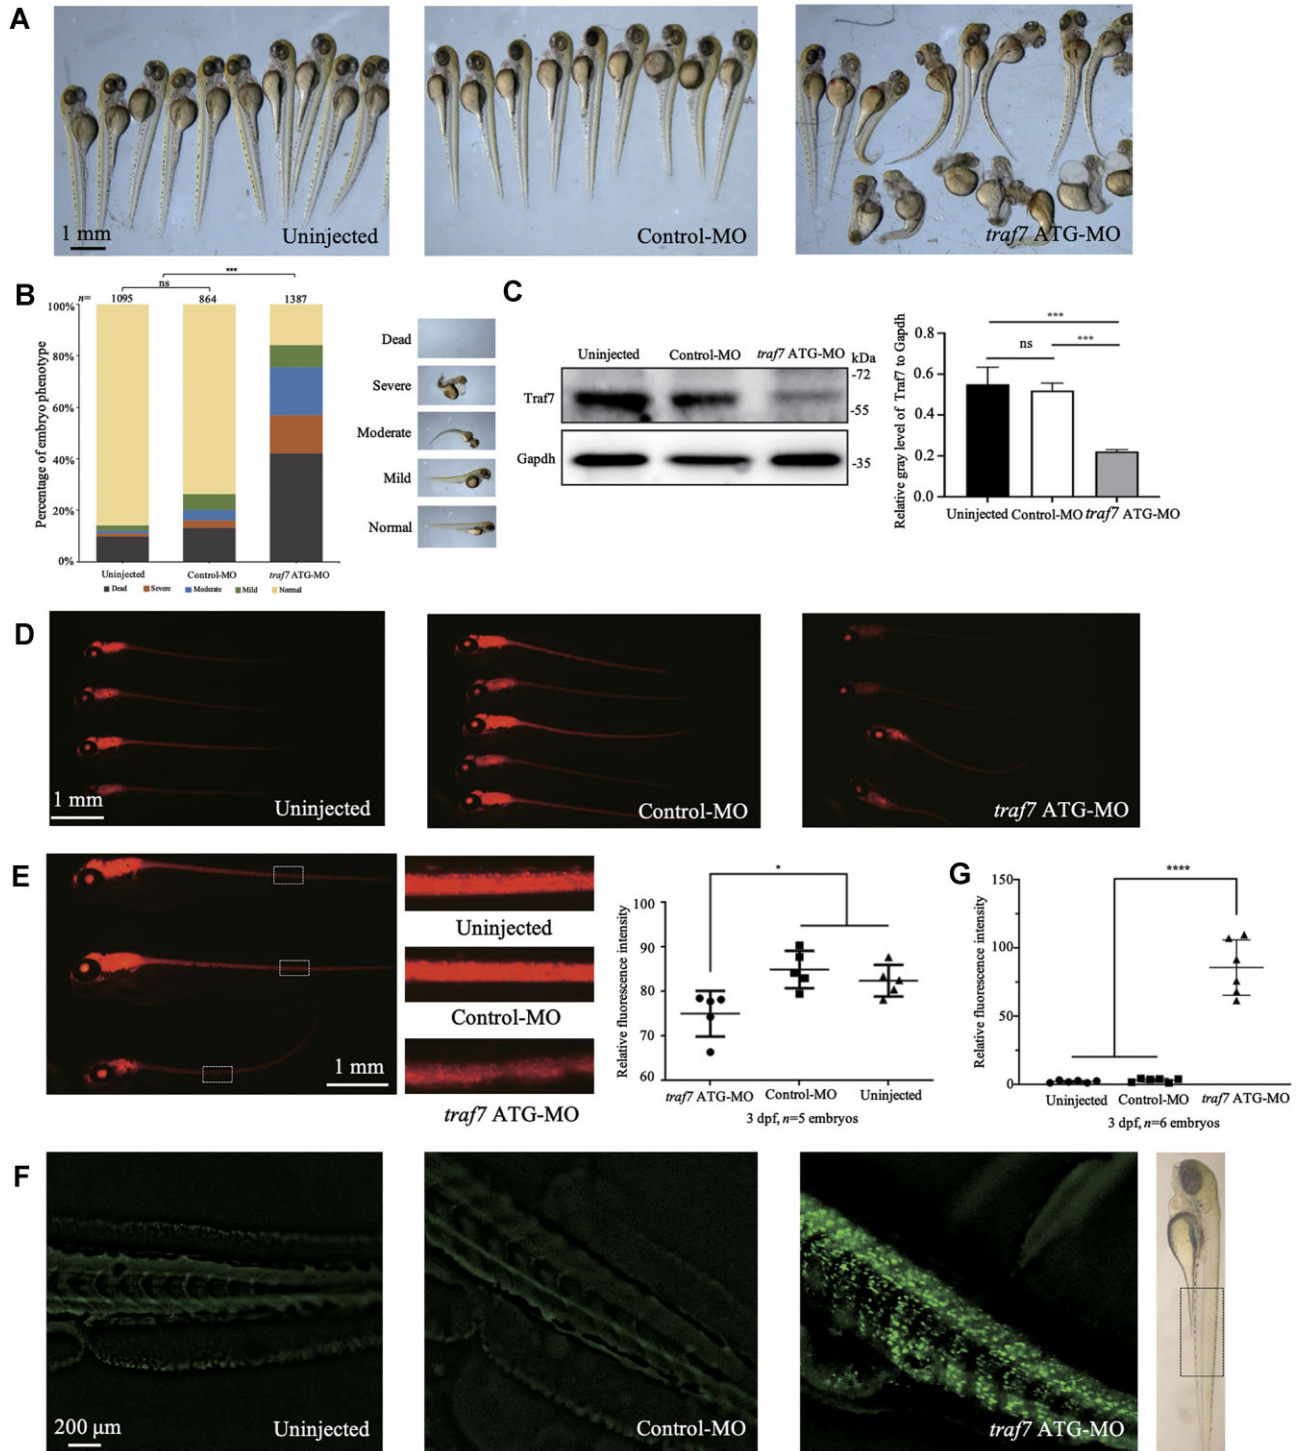 A
1 mm
Uninjected
Control-MO
traf7 ATG-MO
B
***
ns
n=
1095
864
1387
100%
80%
60%
40%
20%
0%
Percentage of embryo phenotype
Uninjected
Control-MO
traf7 ATG-MO
Dead
Severe
Moderate
Mild
Normal
Dead
Severe
Moderate
Mild
Normal
C
Uninjected
Control-MO
traf7 ATG-MO
kDa
-72
Traf7
-55
Gapdh
-35
Relative gray level of Traf7 to Gapdh
0.8
0.6
0.4
0.2
0.0
***
ns
***
Uninjected
Control-MO
traf7 ATG-MO
D
1 mm
Uninjected
Control-MO
traf7 ATG-MO
E
1 mm
Uninjected
Control-MO
traf7 ATG-MO
Relative fluorescence intensity
100
90
80
70
60
*
traf7 ATG-MO
Control-MO
Uninjected
3 dpf, n=5 embryos
G
Relative fluorescence intensity
150
100
50
0
****
Uninjected
Control-MO
traf7 ATG-MO
3 dpf, n=6 embryos
F
200 μm
Uninjected
Control-MO
traf7 ATG-MO